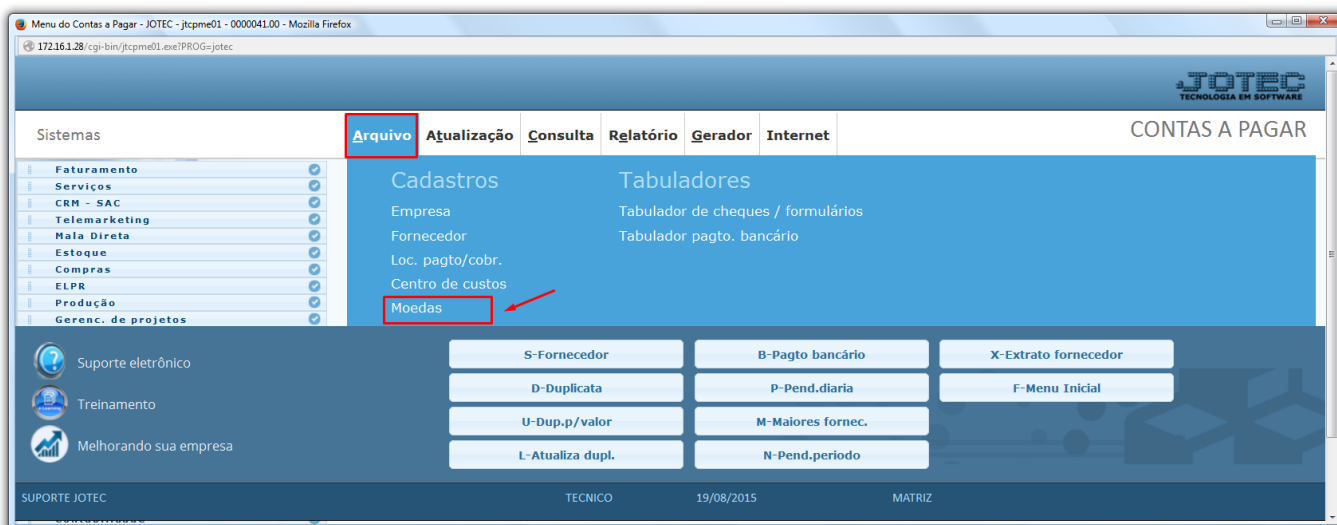 Menu do Contas a Pagar - JOTEC - jtcpme01 - 0000041.00 - Mozilla Firefox
172.16.1.28/cgi-bin/jtcpme01.exe?PROG=jotec
JOTEC
TECNOLOGIA EM SOFTWARE
Sistemas
Arquivo Atualização Consulta Relatório Gerador Internet
CONTAS A PAGAR
Faturamento
Serviços
CRM - SAC
Telemarketing
Mala Direta
Estoque
Compras
ELPR
Produção
Gerenc. de projetos
Cadastros
Empresa
Fornecedor
Loc. pagto/cobr.
Centro de custos
Moedas
Tabuladores
Tabulador de cheques / formulários
Tabulador pagto. bancário
Suporte eletrônico
Treinamento
Melhorando sua empresa
S-Fornecedor B-Pagto bancário X-Extrato fornecedor
D-Duplicata P-Pend.diaria F-Menu Inicial
U-Dup.p/valor M-Maiores fornec.
L-Atualiza dupl. N-Pend.periodo
SUPORTE JOTEC TECNICO 19/08/2015 MATRIZ